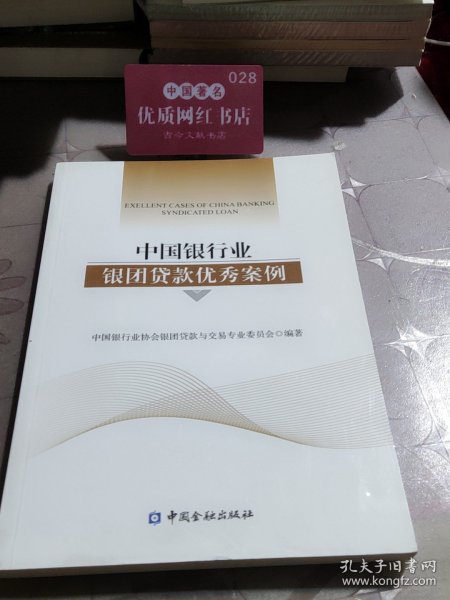 028
中国著名
优质网红书店
古今文献书店
EXELLENT CASES OF CHINA BANKING
SYNDICATED LOAN
中国银行业
银团贷款优秀案例
中国银行业协会银团贷款与交易专业委员会◎编著
中国金融出版社
孔夫子旧书网
www.kongfz.com